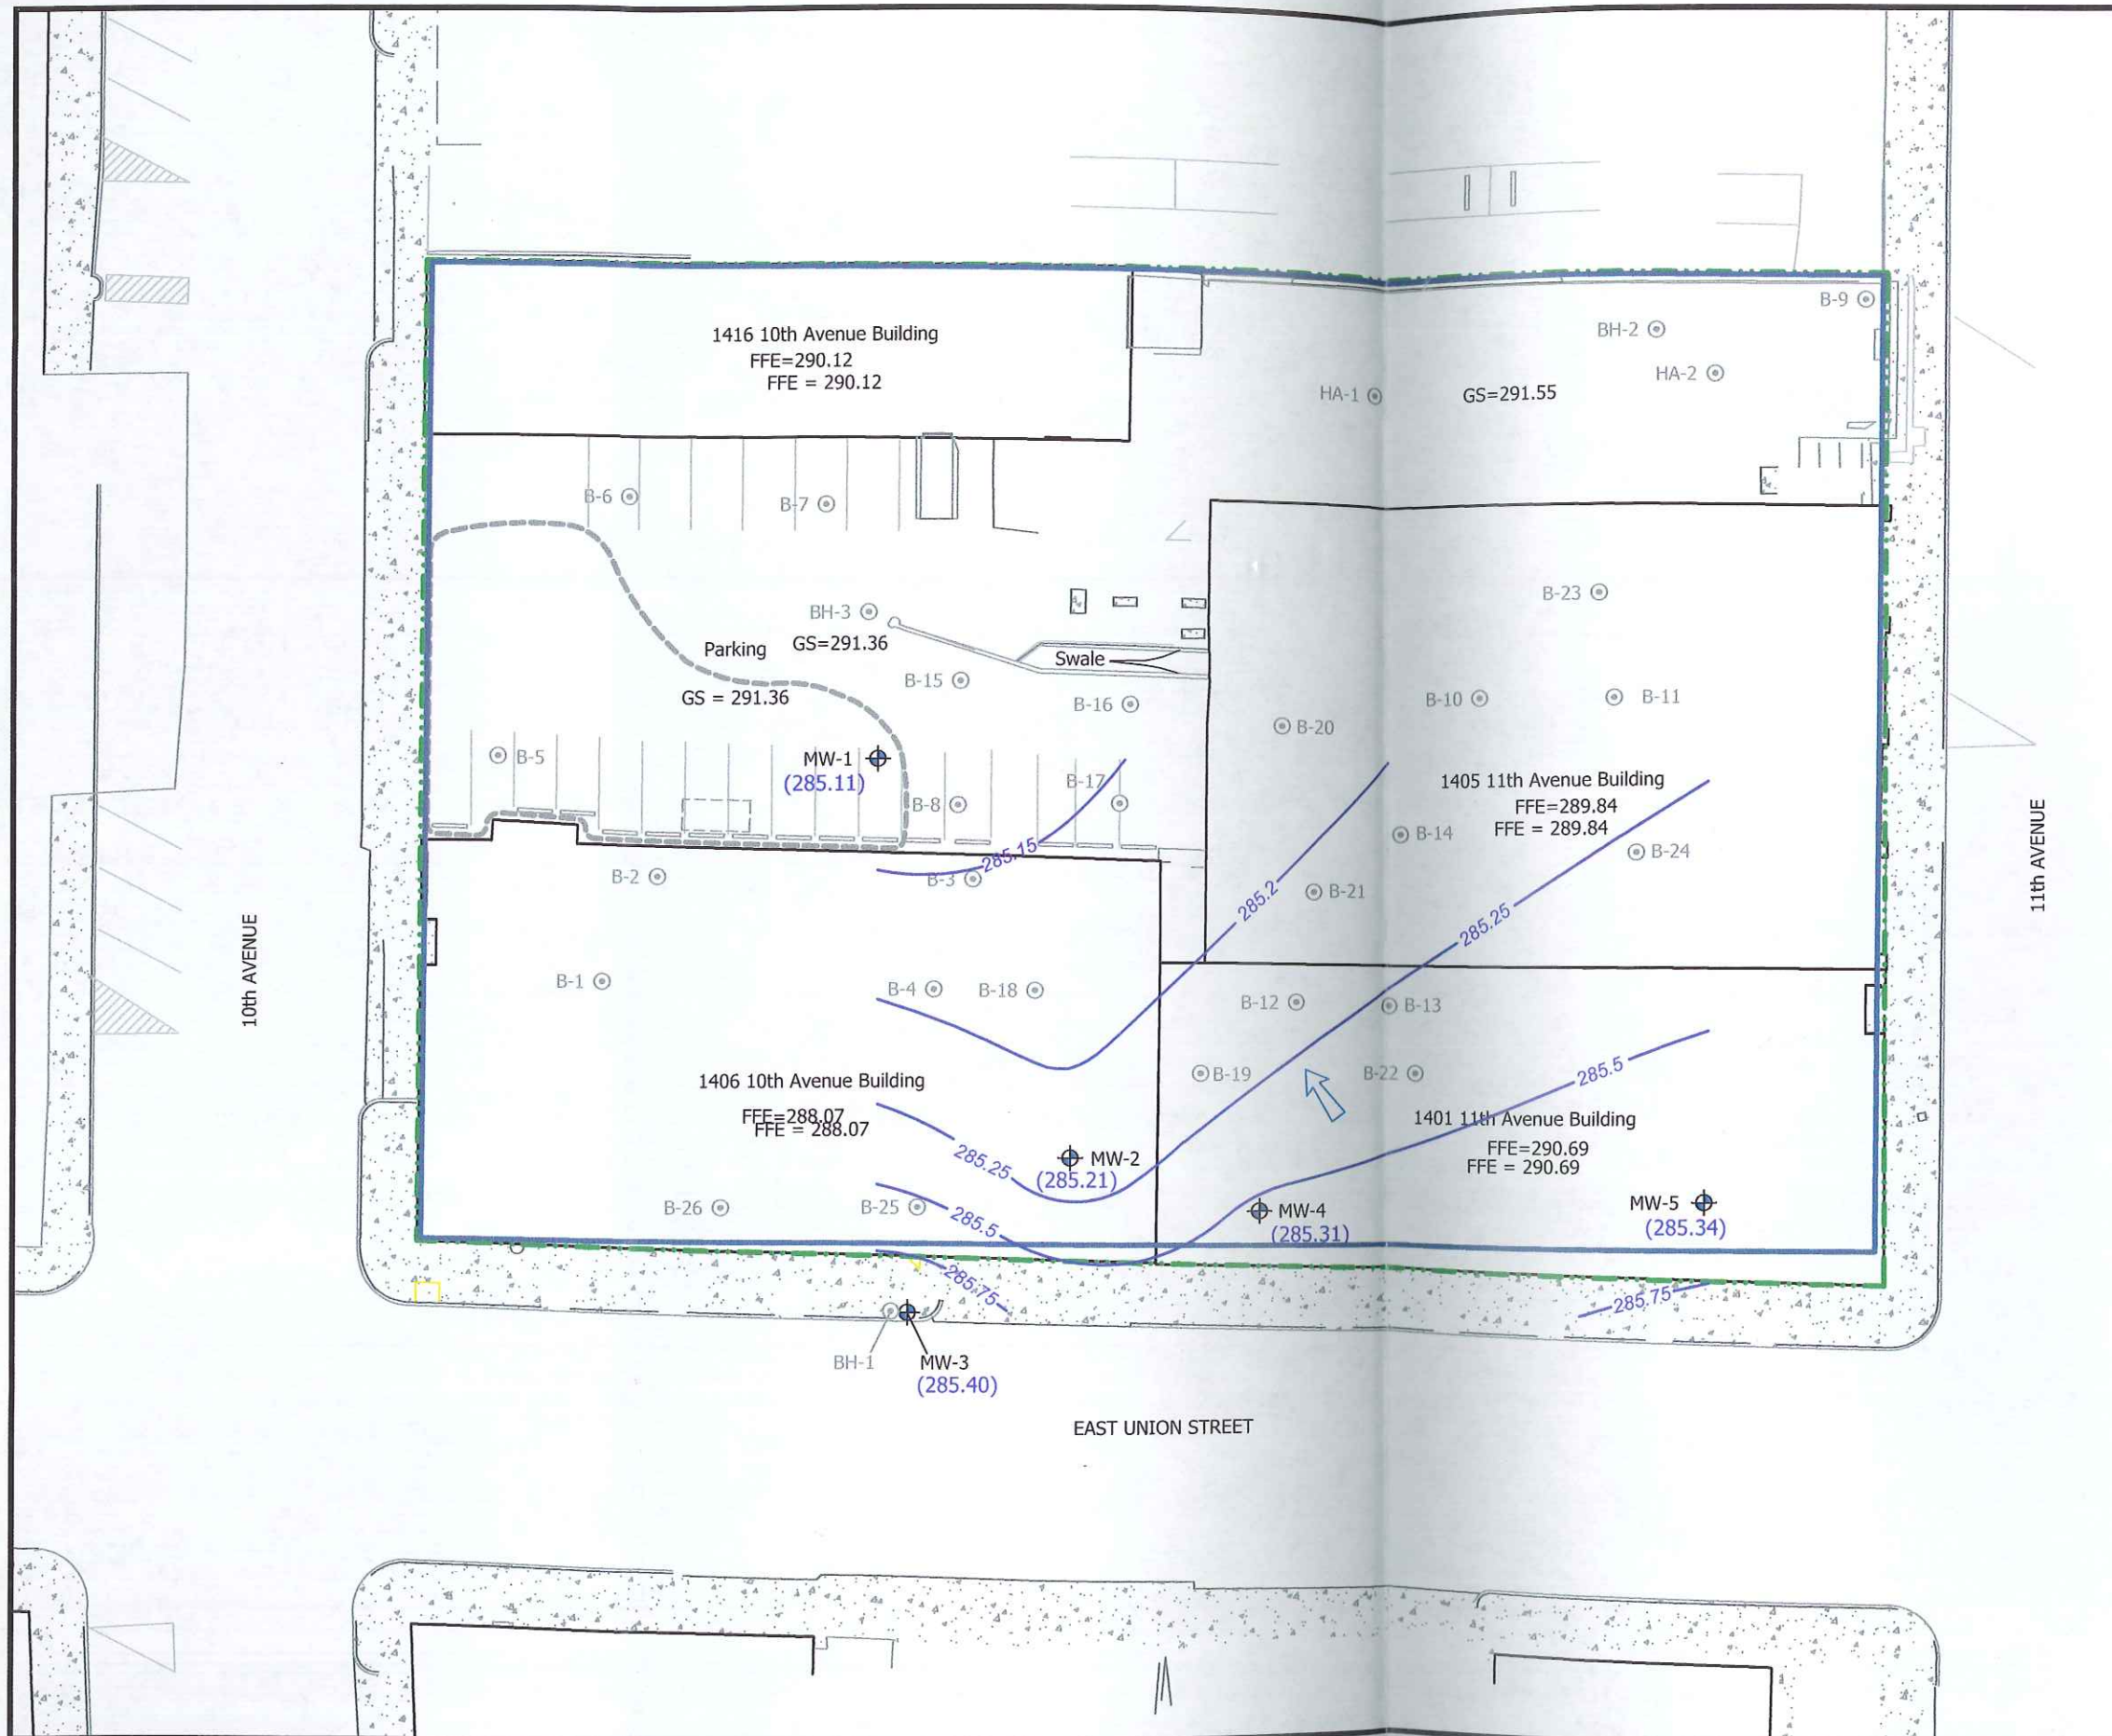 1416 10th Avenue Building
FFE=290.12
FFE = 290.12
B-9
BH-2
HA-2
HA-1
GS=291.55
B-6
B-7
B-23
BH-3
Parking
GS=291.36
Swale
B-15
GS = 291.36
B-16
B-10
B-11
B-20
B-5
MW-1
(285.11)
B-17
B-8
1405 11th Avenue Building
FFE=289.84
FFE = 289.84
B-14
B-24
285.15
B-2
B-3
B-21
285.2
285.25
10th AVENUE
11th AVENUE
B-1
B-4
B-18
B-12
B-13
B-19
B-22
285.5
1406 10th Avenue Building
FFE=288.07
FFE = 288.07
1401 11th Avenue Building
FFE=290.69
FFE = 290.69
285.25
MW-2
(285.21)
B-26
B-25
285.5
MW-4
(285.31)
MW-5
(285.34)
285.75
285.75
BH-1
MW-3
(285.40)
EAST UNION STREET